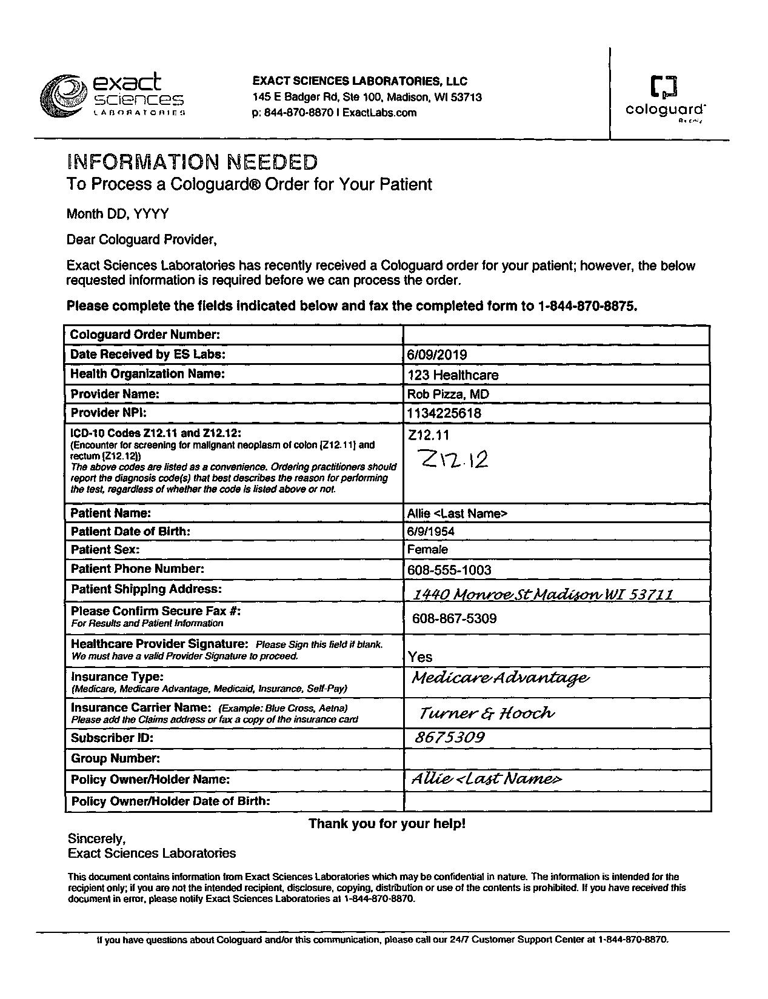 exact
sciences
LABORATORIES
EXACT SCIENCES LABORATORIES, LLC
145 E Badger Rd, Ste 100, Madison, WI 53713
p: 844-870-8870 | ExactLabs.com
cologuard
INFORMATION NEEDED
To Process a Cologuard® Order for Your Patient
Month DD, YYYY
Dear Cologuard Provider,
Exact Sciences Laboratories has recently received a Cologuard order for your patient; however, the below
requested information is required before we can process the order.
Please complete the fields indicated below and fax the completed form to 1-844-870-8875.
Cologuard Order Number:
Date Received by ES Labs: 6/09/2019
Health Organization Name: 123 Healthcare
Provider Name: Rob Pizza, MD
Provider NPI: 1134225618
ICD-10 Codes Z12.11 and Z12.12: Z12.11
(Encounter for screening for malignant neoplasm of colon [Z12.11] and
rectum [Z12.12]) Z12.12
The above codes are listed as a convenience. Ordering practitioners should
report the diagnosis code(s) that best describes the reason for performing
the test, regardless of whether the code is listed above or not.
Patient Name: Allie <Last Name>
Patient Date of Birth: 6/9/1954
Patient Sex: Female
Patient Phone Number: 608-555-1003
Patient Shipping Address: 1440 Monroe St Madison WI 53711
Please Confirm Secure Fax #: 608-867-5309
For Results and Patient Information
Healthcare Provider Signature: Please Sign this field if blank.
We must have a valid Provider Signature to proceed. Yes
Insurance Type: Medicare Advantage
(Medicare, Medicare Advantage, Medicaid, Insurance, Self-Pay)
Insurance Carrier Name: (Example: Blue Cross, Aetna) Turner & Hooch
Please add the Claims address or fax a copy of the insurance card
Subscriber ID: 8675309
Group Number:
Policy Owner/Holder Name: Allie <Last Name>
Policy Owner/Holder Date of Birth:
Thank you for your help!
Sincerely,
Exact Sciences Laboratories
This document contains information from Exact Sciences Laboratories which may be confidential in nature. The information is intended for the
recipient only; if you are not the intended recipient, disclosure, copying, distribution or use of the contents is prohibited. If you have received this
document in error, please notify Exact Sciences Laboratories at 1-844-870-8870.
If you have questions about Cologuard and/or this communication, please call our 24/7 Customer Support Center at 1-844-870-8870.